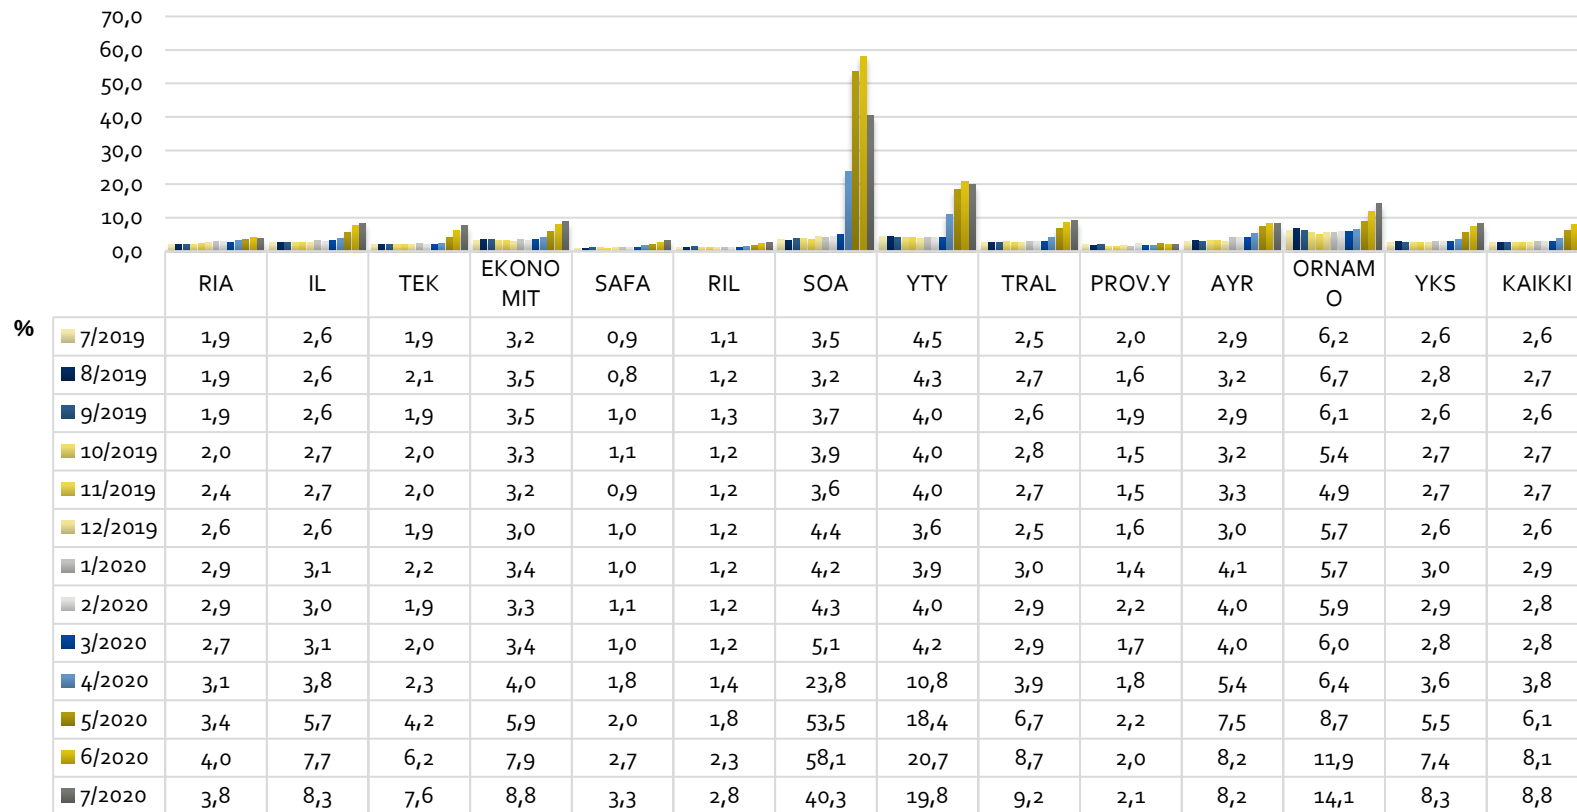 70,0
60,0
50,0
40,0
30,0
20,0
10,0
0,0
RIA IL TEK EKONO MIT SAFA RIL SOA YTY TRAL PROV.Y AYR ORNAM O YKS KAIKKI
%
7/2019 1,9 2,6 1,9 3,2 0,9 1,1 3,5 4,5 2,5 2,0 2,9 6,2 2,6 2,6
8/2019 1,9 2,6 2,1 3,5 0,8 1,2 3,2 4,3 2,7 1,6 3,2 6,7 2,8 2,7
9/2019 1,9 2,6 1,9 3,5 1,0 1,3 3,7 4,0 2,6 1,9 2,9 6,1 2,6 2,6
10/2019 2,0 2,7 2,0 3,3 1,1 1,2 3,9 4,0 2,8 1,5 3,2 5,4 2,7 2,7
11/2019 2,4 2,7 2,0 3,2 0,9 1,2 3,6 4,0 2,7 1,5 3,3 4,9 2,7 2,7
12/2019 2,6 2,6 1,9 3,0 1,0 1,2 4,4 3,6 2,5 1,6 3,0 5,7 2,6 2,6
1/2020 2,9 3,1 2,2 3,4 1,0 1,2 4,2 3,9 3,0 1,4 4,1 5,7 3,0 2,9
2/2020 2,9 3,0 1,9 3,3 1,1 1,2 4,3 4,0 2,9 2,2 4,0 5,9 2,9 2,8
3/2020 2,7 3,1 2,0 3,4 1,0 1,2 5,1 4,2 2,9 1,7 4,0 6,0 2,8 2,8
4/2020 3,1 3,8 2,3 4,0 1,8 1,4 23,8 10,8 3,9 1,8 5,4 6,4 3,6 3,8
5/2020 3,4 5,7 4,2 5,9 2,0 1,8 53,5 18,4 6,7 2,2 7,5 8,7 5,5 6,1
6/2020 4,0 7,7 6,2 7,9 2,7 2,3 58,1 20,7 8,7 2,0 8,2 11,9 7,4 8,1
7/2020 3,8 8,3 7,6 8,8 3,3 2,8 40,3 19,8 9,2 2,1 8,2 14,1 8,3 8,8